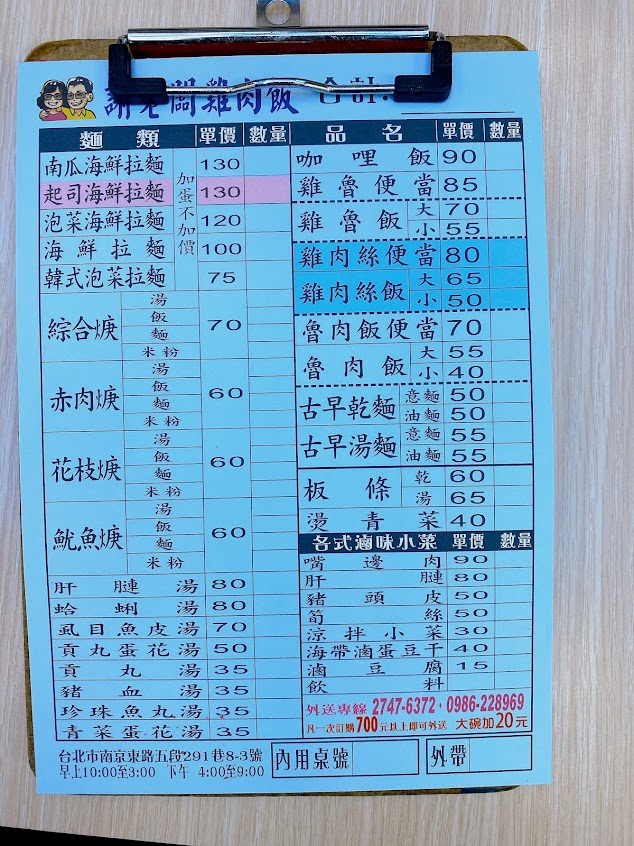 謝老闆雞肉飯 合計:
麵類 單價 數量
南瓜海鮮拉麵 130
起司海鮮拉麵 130
泡菜海鮮拉麵 120
海鮮拉麵 100
韓式泡菜拉麵 75
加蛋不加價
綜合焿 湯 飯 麵 米粉 70
赤肉焿 湯 飯 麵 米粉 60
花枝焿 湯 飯 麵 米粉 60
魷魚焿 湯 飯 麵 米粉 60
肝膁湯 80
蛤蜊湯 80
虱目魚皮湯 70
貢丸蛋花湯 50
貢丸湯 35
豬血湯 35
珍珠魚丸湯 35
青菜蛋花湯 35
品名 單價 數量
咖哩飯 90
雞魯便當 85
雞魯飯 大 70
小 55
雞肉絲便當 80
雞肉絲飯 大 65
小 50
魯肉飯便當 70
魯肉飯 大 55
小 40
古早乾麵 意麵 50
油麵 50
古早湯麵 意麵 55
油麵 55
板條 乾 60
湯 65
燙青菜 40
各式滷味小菜 單價 數量
嘴邊肉 90
肝膁 80
豬頭皮 50
筍絲 50
涼拌小菜 30
海帶滷蛋豆干 40
滷豆腐 15
飲料
外送專線 2747-6372、0986-228969
凡一次訂購700元以上即可外送 大碗加20元
台北市南京東路五段291巷8-3號
早上10:00至3:00 下午 4:00至9:00
內用桌號
外帶